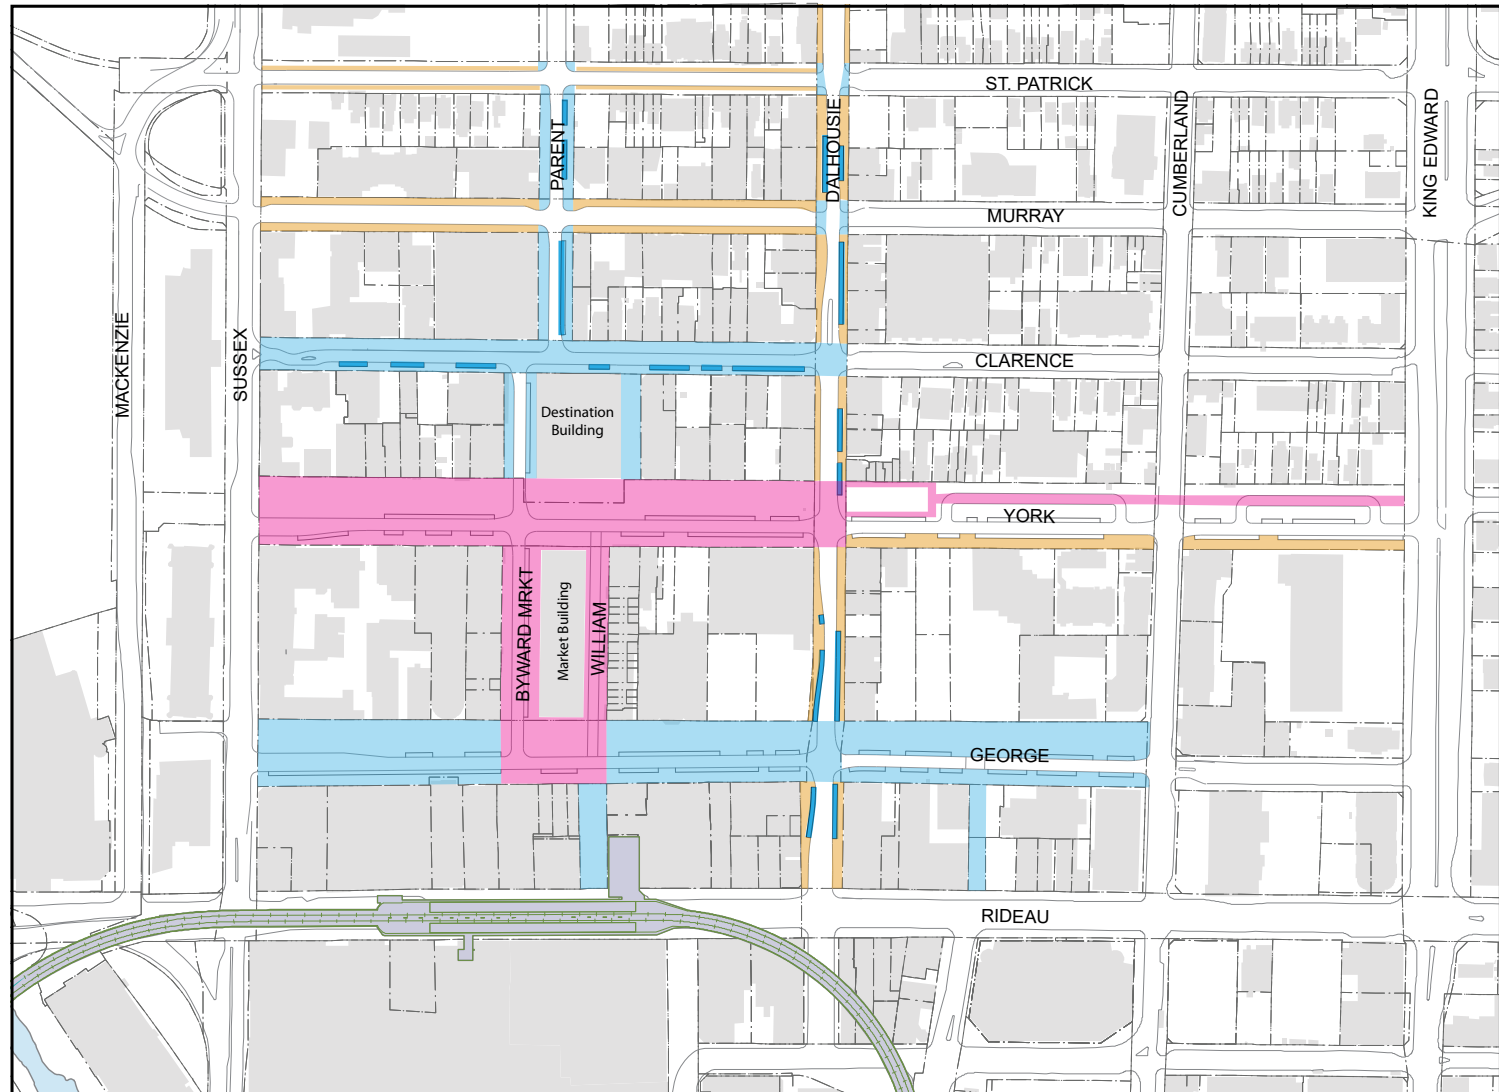 ST. PATRICK
PARENT
DALHOUSIE
CUMBERLAND
KING EDWARD
MURRAY
MACKENZIE
SUSSEX
CLARENCE
Destination
Building
YORK
BYWARD MRKT
Market Building
WILLIAM
GEORGE
RIDEAU